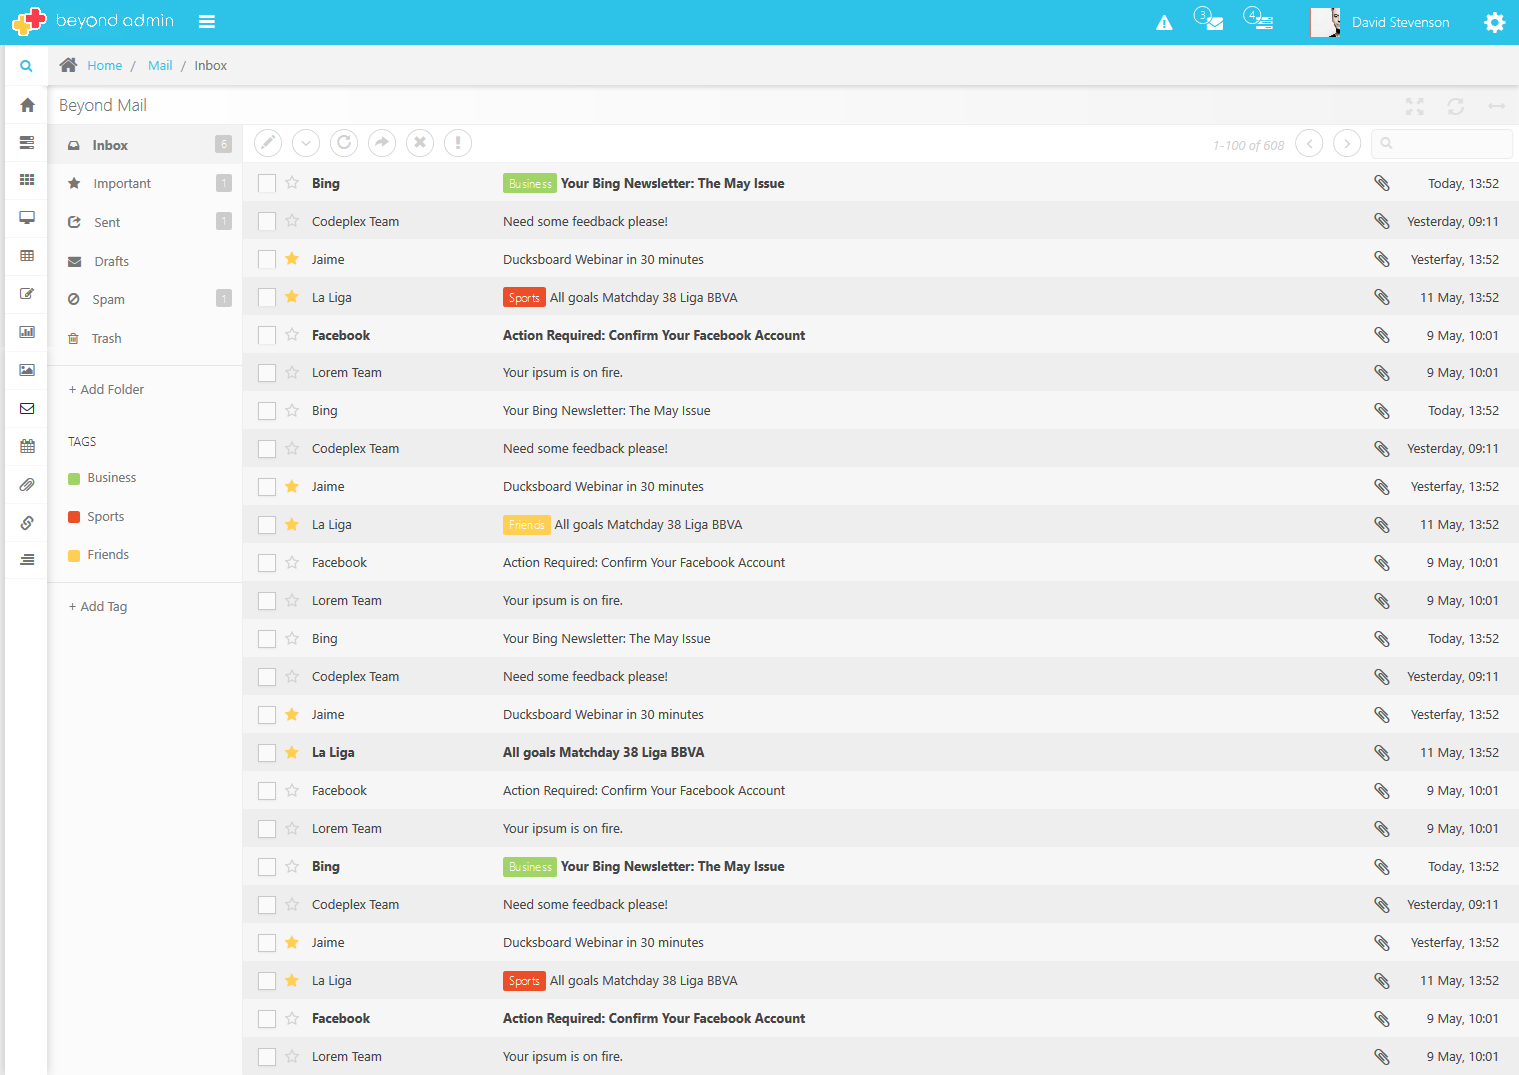 beyond admin
3
4
David Stevenson
Home / Mail / Inbox
Beyond Mail
Inbox 6
Important 1
Sent 1
Drafts
Spam 1
Trash
+ Add Folder
TAGS
Business
Sports
Friends
+ Add Tag
1-100 of 608
Bing Business Your Bing Newsletter: The May Issue Today, 13:52
Codeplex Team Need some feedback please! Yesterday, 09:11
Jaime Ducksboard Webinar in 30 minutes Yesterfay, 13:52
La Liga Sports All goals Matchday 38 Liga BBVA 11 May, 13:52
Facebook Action Required: Confirm Your Facebook Account 9 May, 10:01
Lorem Team Your ipsum is on fire. 9 May, 10:01
Bing Your Bing Newsletter: The May Issue Today, 13:52
Codeplex Team Need some feedback please! Yesterday, 09:11
Jaime Ducksboard Webinar in 30 minutes Yesterfay, 13:52
La Liga Friends All goals Matchday 38 Liga BBVA 11 May, 13:52
Facebook Action Required: Confirm Your Facebook Account 9 May, 10:01
Lorem Team Your ipsum is on fire. 9 May, 10:01
Bing Your Bing Newsletter: The May Issue Today, 13:52
Codeplex Team Need some feedback please! Yesterday, 09:11
Jaime Ducksboard Webinar in 30 minutes Yesterfay, 13:52
La Liga All goals Matchday 38 Liga BBVA 11 May, 13:52
Facebook Action Required: Confirm Your Facebook Account 9 May, 10:01
Lorem Team Your ipsum is on fire. 9 May, 10:01
Bing Business Your Bing Newsletter: The May Issue Today, 13:52
Codeplex Team Need some feedback please! Yesterday, 09:11
Jaime Ducksboard Webinar in 30 minutes Yesterfay, 13:52
La Liga Sports All goals Matchday 38 Liga BBVA 11 May, 13:52
Facebook Action Required: Confirm Your Facebook Account 9 May, 10:01
Lorem Team Your ipsum is on fire. 9 May, 10:01